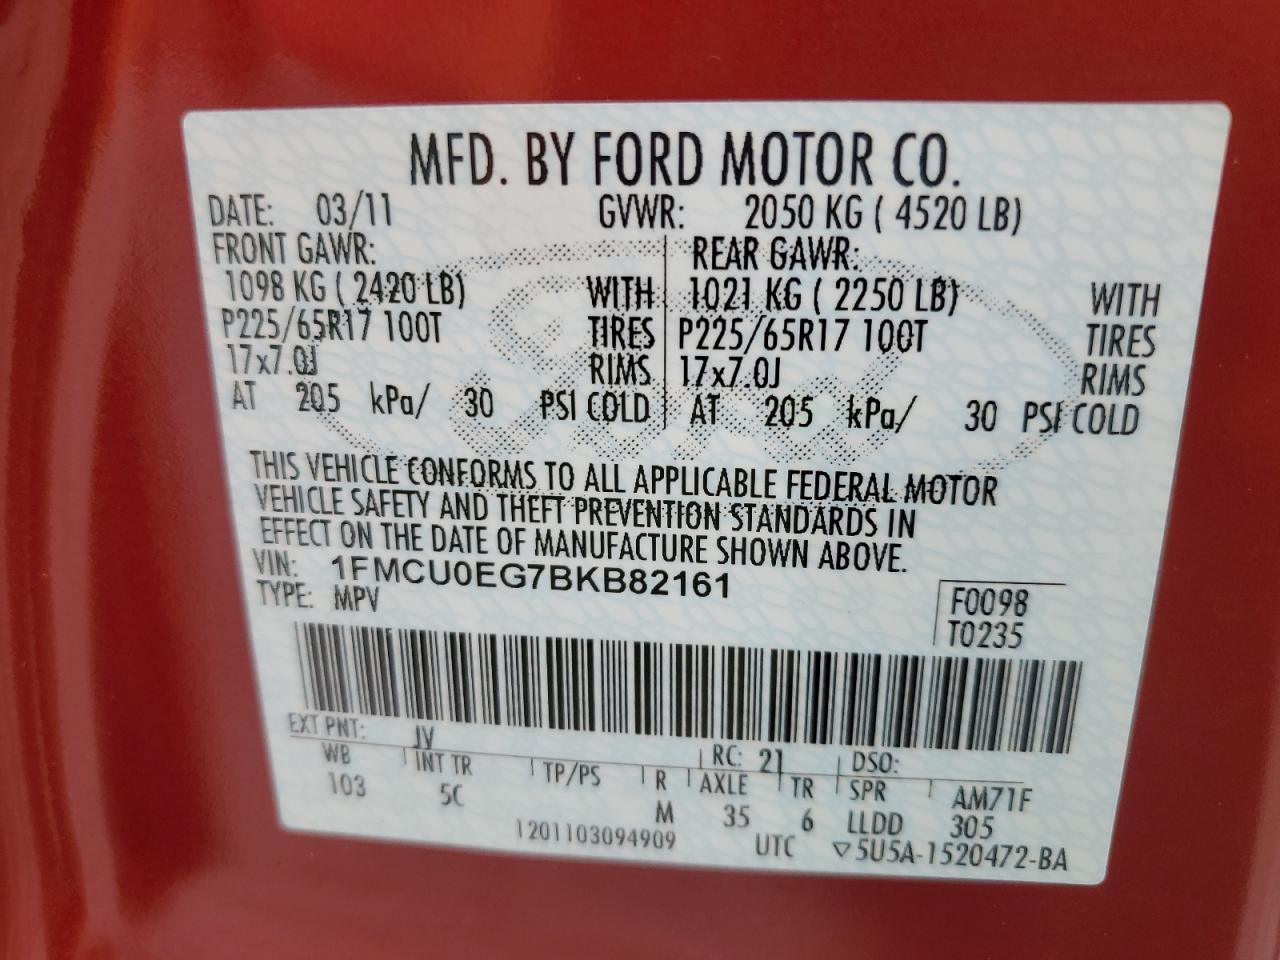 MFD. BY FORD MOTOR CO.
DATE: 03/11 GVWR: 2050 KG ( 4520 LB)
FRONT GAWR: REAR GAWR:
1098 KG ( 2420 LB) WITH 1021 KG ( 2250 LB) WITH
P225/65R17 100T TIRES P225/65R17 100T TIRES
17x7.0J RIMS 17x7.0J RIMS
AT 205 kPa/ 30 PSI COLD AT 205 kPa/ 30 PSI COLD
THIS VEHICLE CONFORMS TO ALL APPLICABLE FEDERAL MOTOR
VEHICLE SAFETY AND THEFT PREVENTION STANDARDS IN
EFFECT ON THE DATE OF MANUFACTURE SHOWN ABOVE.
VIN: 1FMCU0EG7BKB82161
TYPE: MPV
F0098
T0235
EXT PNT: JV RC: 21 DSO:
WB INT TR TP/PS R AXLE TR SPR AM71F
103 5C M 35 6 LLDD 305
1201103094909 UTC ▽5U5A-1520472-BA